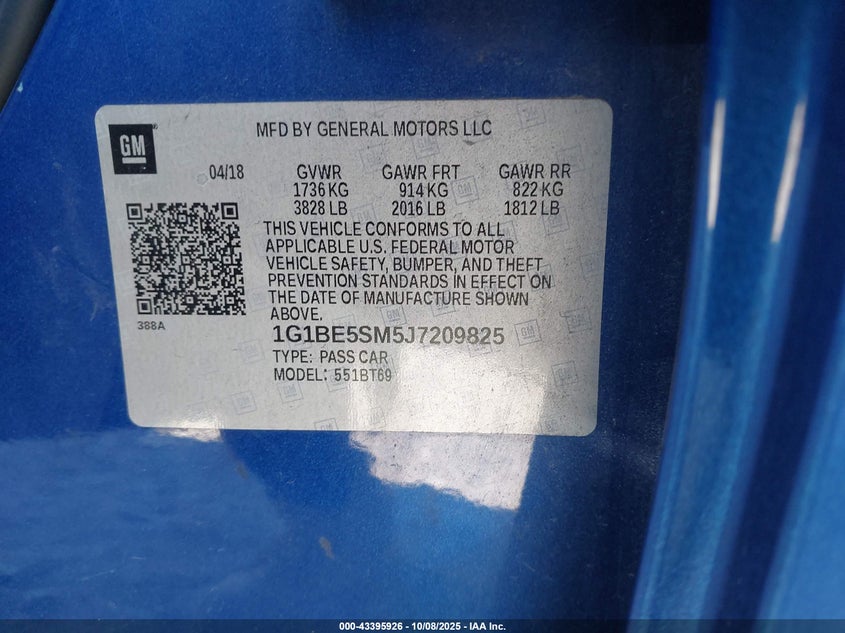 GM
MFD BY GENERAL MOTORS LLC
04/18 GVWR GAWR FRT GAWR RR
1736 KG 914 KG 822 KG
3828 LB 2016 LB 1812 LB
THIS VEHICLE CONFORMS TO ALL
APPLICABLE U.S. FEDERAL MOTOR
VEHICLE SAFETY, BUMPER, AND THEFT
PREVENTION STANDARDS IN EFFECT ON
THE DATE OF MANUFACTURE SHOWN
ABOVE.
388A
1G1BE5SM5J7209825
TYPE: PASS CAR
MODEL: 551BT69
000-43395926 - 10/08/2025 - IAA Inc.